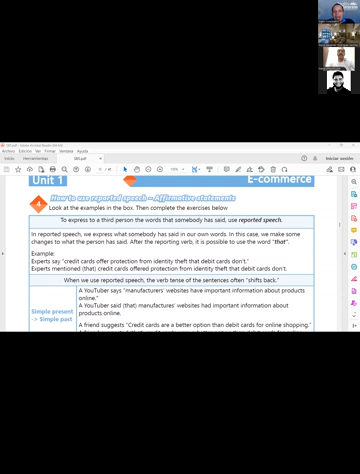 Archivo Edición Ver Firmar Ventana Ayuda
Inicio Herramientas Iniciar sesión
Unit 1 E-commerce
4 How to use reported speech – Affirmative statements
Look at the examples in the box. Then complete the exercises below
To express to a third person the words that somebody has said, use reported speech.
In reported speech, we express what somebody has said in our own words. In this case, we make some
changes to what the person has said. After the reporting verb, it is possible to use the word "that".
Example:
Experts say "credit cards offer protection from identity theft that debit cards don't."
Experts mentioned (that) credit cards offered protection from identity theft that debit cards don't.
When we use reported speech, the verb tense of the sentences often "shifts back."
Simple present
-> Simple past
A YouTuber says "manufacturers' websites have important information about products
online."
A YouTuber said (that) manufacturers' websites had important information about
products online.
A friend suggests "Credit cards are a better option than debit cards for online shopping."